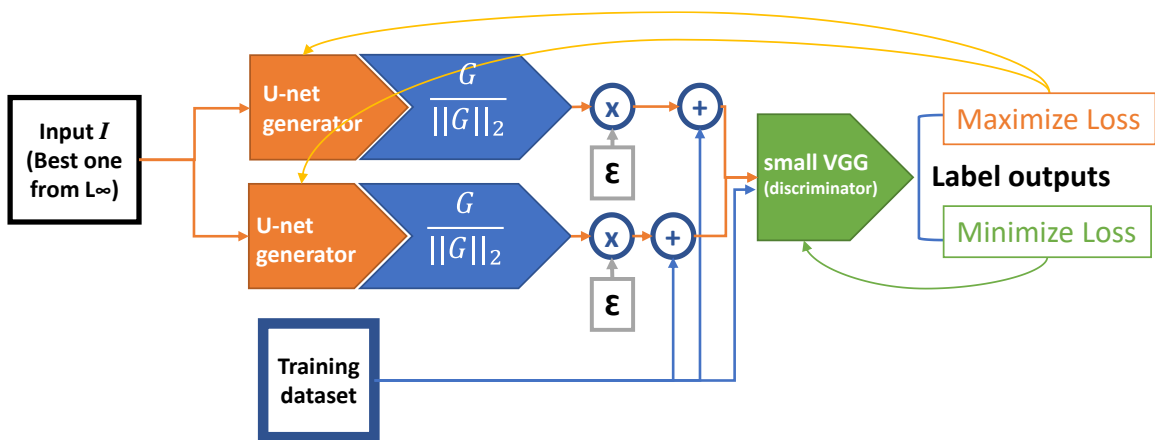 Input I
(Best one
from L∞)
U-net
generator
G
||G||₂
x
+
ε
U-net
generator
G
||G||₂
x
+
ε
Training
dataset
small VGG
(discriminator)
Maximize Loss
Label outputs
Minimize Loss